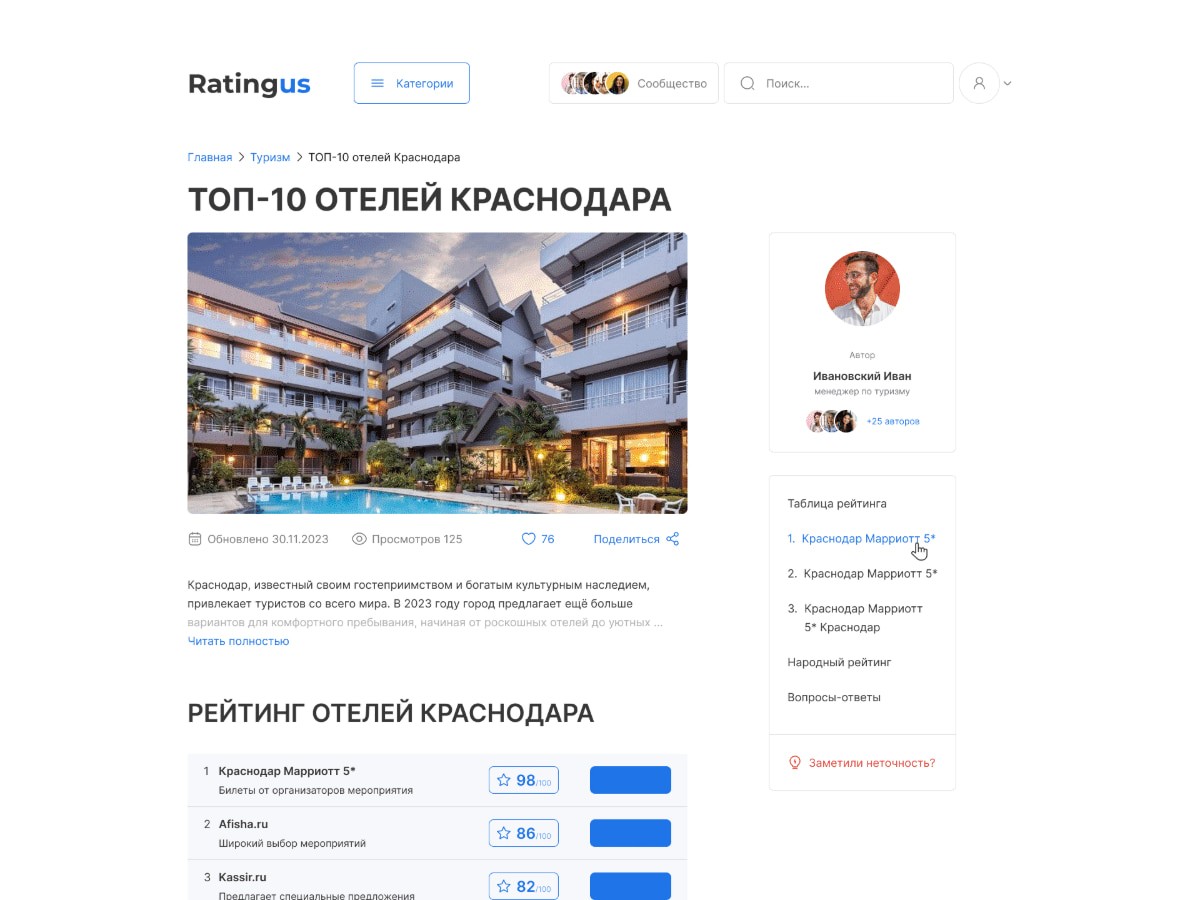 Ratingus
Категории
Сообщество
Поиск...
Главная > Туризм > ТОП-10 отелей Краснодара
ТОП-10 ОТЕЛЕЙ КРАСНОДАРА
Обновлено 30.11.2023
Просмотров 125
76
Поделиться
Краснодар, известный своим гостеприимством и богатым культурным наследием,
привлекает туристов со всего мира. В 2023 году город предлагает ещё больше
вариантов для комфортного пребывания, начиная от роскошных отелей до уютных ...
Читать полностью
РЕЙТИНГ ОТЕЛЕЙ КРАСНОДАРА
1 Краснодар Марриотт 5*
Билеты от организаторов мероприятия
98/100
2 Afisha.ru
Широкий выбор мероприятий
86/100
3 Kassir.ru
Предлагает специальные предложения
82/100
Автор
Ивановский Иван
менеджер по туризму
+25 авторов
Таблица рейтинга
1. Краснодар Марриотт 5*
2. Краснодар Марриотт 5*
3. Краснодар Марриотт
5* Краснодар
Народный рейтинг
Вопросы-ответы
Заметили неточность?